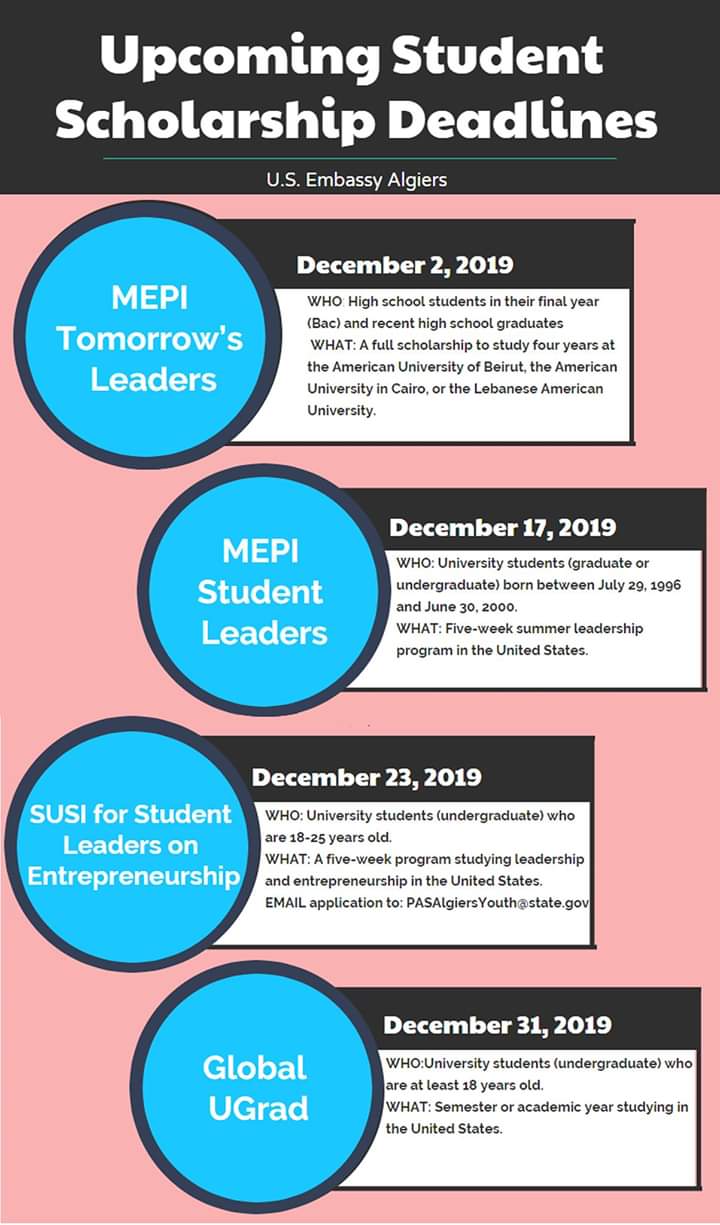 Upcoming Student
Scholarship Deadlines
U.S. Embassy Algiers
MEPI
Tomorrow's
Leaders
December 2, 2019
WHO: High school students in their final year
(Bac) and recent high school graduates
WHAT: A full scholarship to study four years at
the American University of Beirut, the American
University in Cairo, or the Lebanese American
University.
MEPI
Student
Leaders
December 17, 2019
WHO: University students (graduate or
undergraduate) born between July 29, 1996
and June 30, 2000.
WHAT: Five-week summer leadership
program in the United States.
SUSI for Student
Leaders on
Entrepreneurship
December 23, 2019
WHO: University students (undergraduate) who
are 18-25 years old.
WHAT: A five-week program studying leadership
and entrepreneurship in the United States.
EMAIL application to: PASAlgiersYouth@state.gov
Global
UGrad
December 31, 2019
WHO:University students (undergraduate) who
are at least 18 years old.
WHAT: Semester or academic year studying in
the United States.